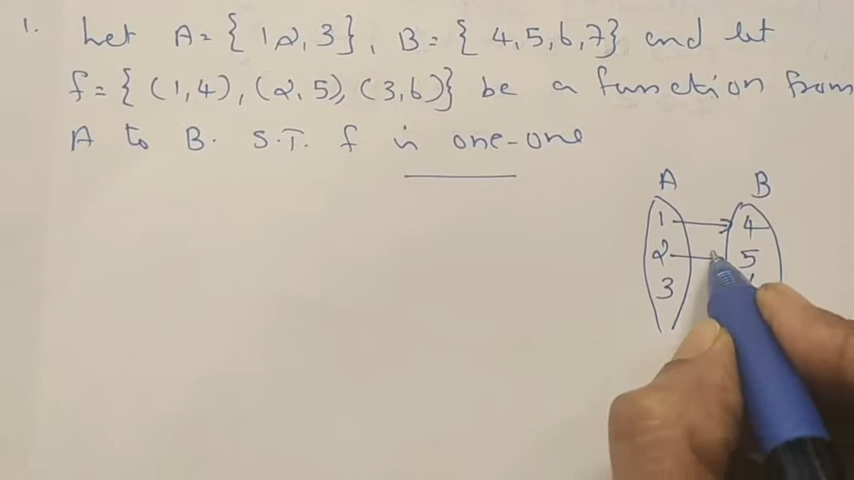 1. Let A = {1 2, 3}, B = {4, 5, 6, 7} and let
f = {(1, 4), (2, 5), (3, 6)} be a function from
A to B. S.T. f is one-one
A B
1 4
2 5
3